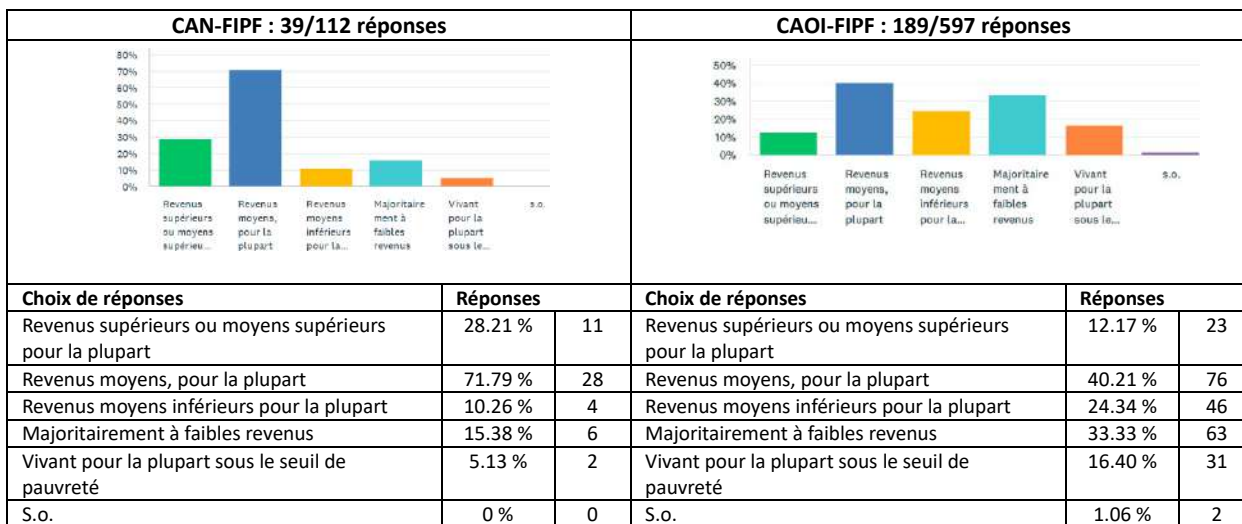 CAN-FIPF : 39/112 réponses
80%
70%
60%
50%
40%
30%
20%
10%
0%
Revenus supérieurs ou moyens supérieu...
Revenus moyens, pour la plupart
Revenus moyens inférieurs pour la...
Majoritaire ment à faibles revenus
Vivant pour la plupart sous le...
s.o.
CAOI-FIPF : 189/597 réponses
50%
40%
30%
20%
10%
0%
Revenus supérieurs ou moyens supérieu...
Revenus moyens, pour la plupart
Revenus moyens inférieurs pour la...
Majoritaire ment à faibles revenus
Vivant pour la plupart sous le...
s.o.
Choix de réponses Réponses Choix de réponses Réponses
Revenus supérieurs ou moyens supérieurs pour la plupart 28.21 % 11 Revenus supérieurs ou moyens supérieurs pour la plupart 12.17 % 23
Revenus moyens, pour la plupart 71.79 % 28 Revenus moyens, pour la plupart 40.21 % 76
Revenus moyens inférieurs pour la plupart 10.26 % 4 Revenus moyens inférieurs pour la plupart 24.34 % 46
Majoritairement à faibles revenus 15.38 % 6 Majoritairement à faibles revenus 33.33 % 63
Vivant pour la plupart sous le seuil de pauvreté 5.13 % 2 Vivant pour la plupart sous le seuil de pauvreté 16.40 % 31
S.o. 0 % 0 S.o. 1.06 % 2